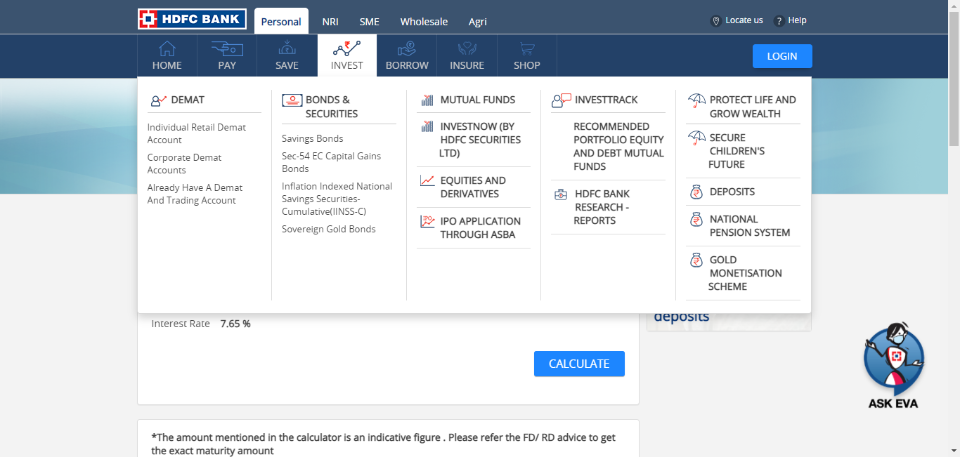 HDFC BANK
Personal
NRI
SME
Wholesale
Agri
Locate us
? Help
HOME
PAY
SAVE
INVEST
BORROW
INSURE
SHOP
LOGIN
DEMAT
Individual Retail Demat
Account
Corporate Demat
Accounts
Already Have A Demat
And Trading Account
BONDS &
SECURITIES
Savings Bonds
Sec-54 EC Capital Gains
Bonds
Inflation Indexed National
Savings Securities-
Cumulative(IINSS-C)
Sovereign Gold Bonds
MUTUAL FUNDS
INVESTNOW (BY
HDFC SECURITIES
LTD)
EQUITIES AND
DERIVATIVES
IPO APPLICATION
THROUGH ASBA
INVESTTRACK
RECOMMENDED
PORTFOLIO EQUITY
AND DEBT MUTUAL
FUNDS
HDFC BANK
RESEARCH -
REPORTS
PROTECT LIFE AND
GROW WEALTH
SECURE
CHILDREN'S
FUTURE
DEPOSITS
NATIONAL
PENSION SYSTEM
GOLD
MONETISATION
SCHEME
Interest Rate 7.65 %
deposits
CALCULATE
ASK EVA
*The amount mentioned in the calculator is an indicative figure . Please refer the FD/ RD advice to get
the exact maturity amount